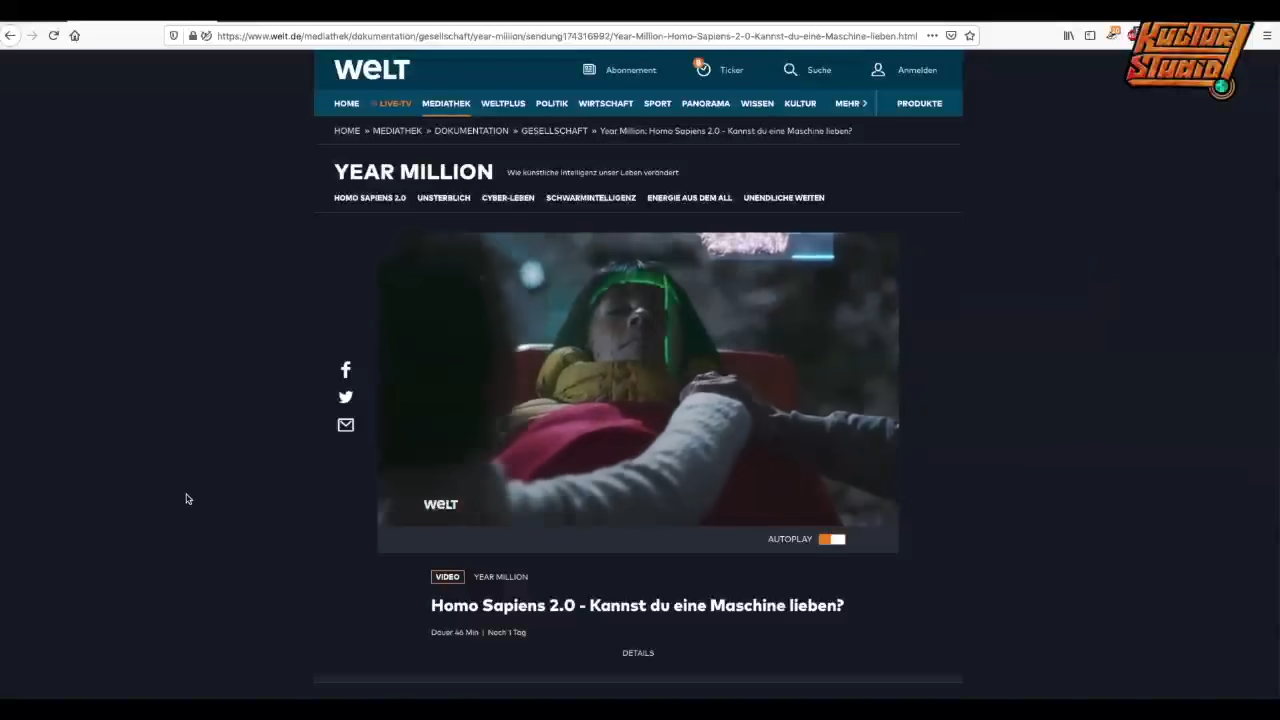 KULTUR
STUDIO!
https://www.welt.de/mediathek/dokumentation/gesellschaft/year-million/sendung174316992/Year-Million-Homo-Sapiens-2-0-Kannst-du-eine-Maschine-lieben.html
WELT
Abonnement
6 Ticker
Suche
Anmelden
HOME LIVE-TV MEDIATHEK WELTPLUS POLITIK WIRTSCHAFT SPORT PANORAMA WISSEN KULTUR MEHR PRODUKTE
HOME » MEDIATHEK » DOKUMENTATION » GESELLSCHAFT » Year Million: Homo Sapiens 2.0 - Kannst du eine Maschine lieben?
YEAR MILLION Wie künstliche Intelligenz unser Leben verändert
HOMO SAPIENS 2.0 UNSTERBLICH CYBER-LEBEN SCHWARMINTELLIGENZ ENERGIE AUS DEM ALL UNENDLICHE WEITEN
WELT
AUTOPLAY
VIDEO YEAR MILLION
Homo Sapiens 2.0 - Kannst du eine Maschine lieben?
Dauer 46 Min | Noch 1 Tag
DETAILS